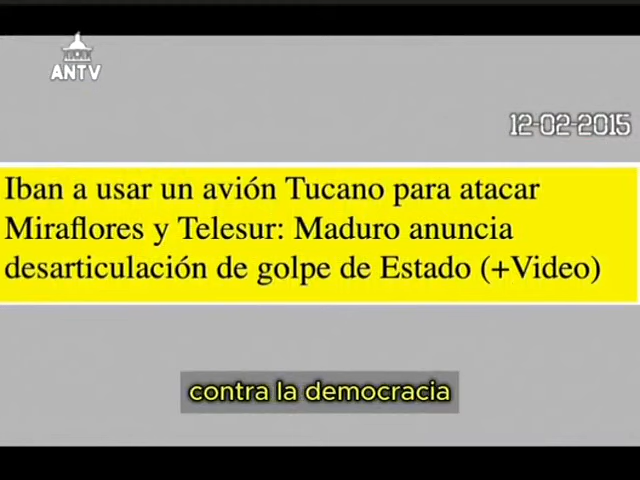 ANTV
12-02-2015
Iban a usar un avión Tucano para atacar
Miraflores y Telesur: Maduro anuncia
desarticulación de golpe de Estado (+Video)
contra la democracia